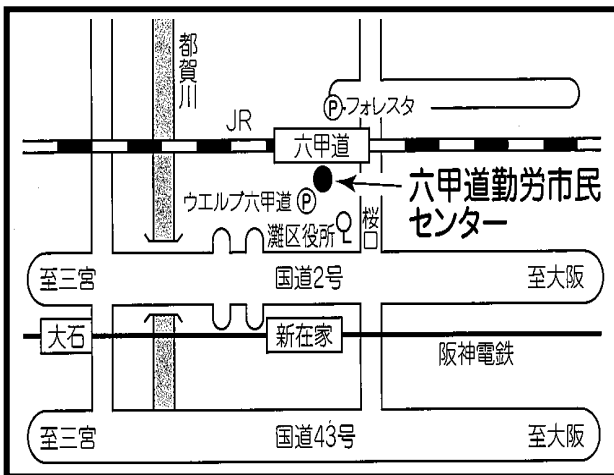 都賀川
Ⓟフォレスタ
JR
六甲道
六甲道勤労市民
センター
ウエルブ六甲道Ⓟ
灘区役所
桜口
至三宮
国道2号
至大阪
大石
新在家
阪神電鉄
至三宮
国道43号
至大阪